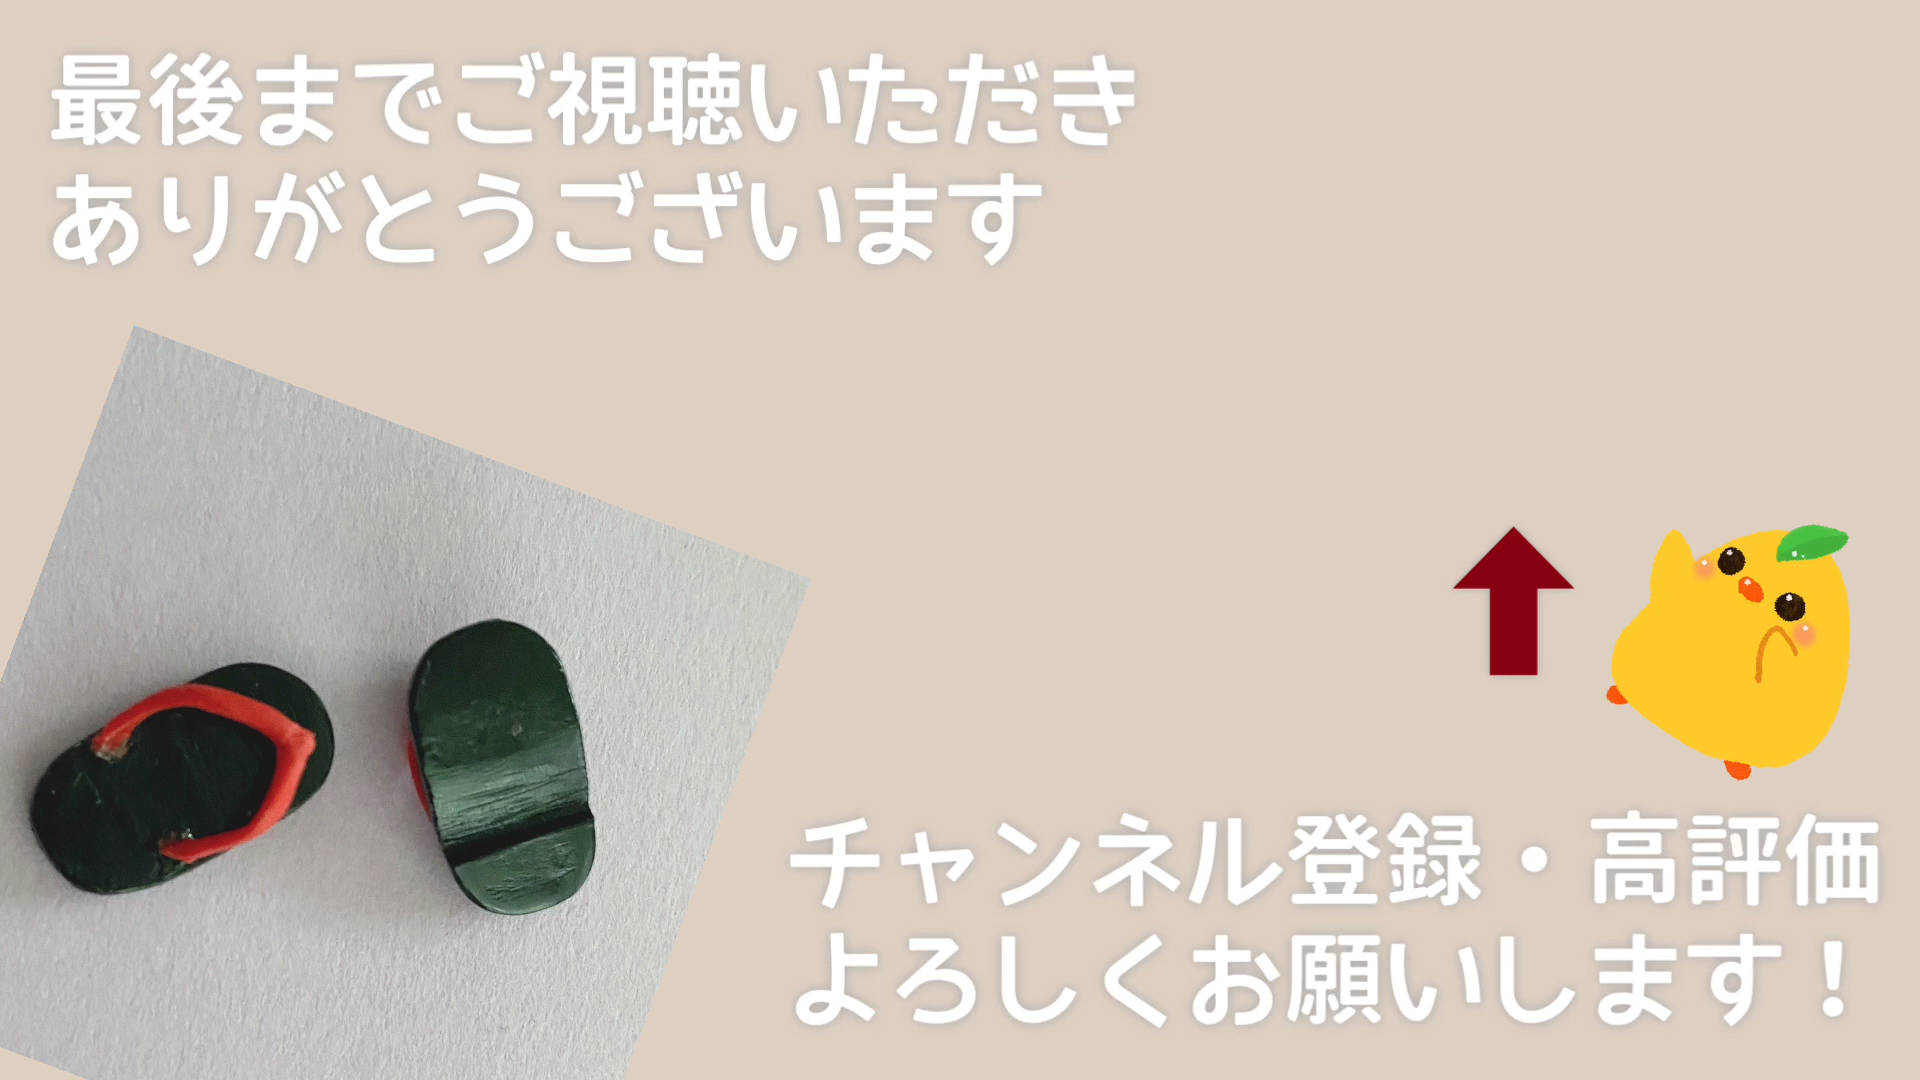 最後までご視聴いただき
ありがとうございます
チャンネル登録・高評価
よろしくお願いします！